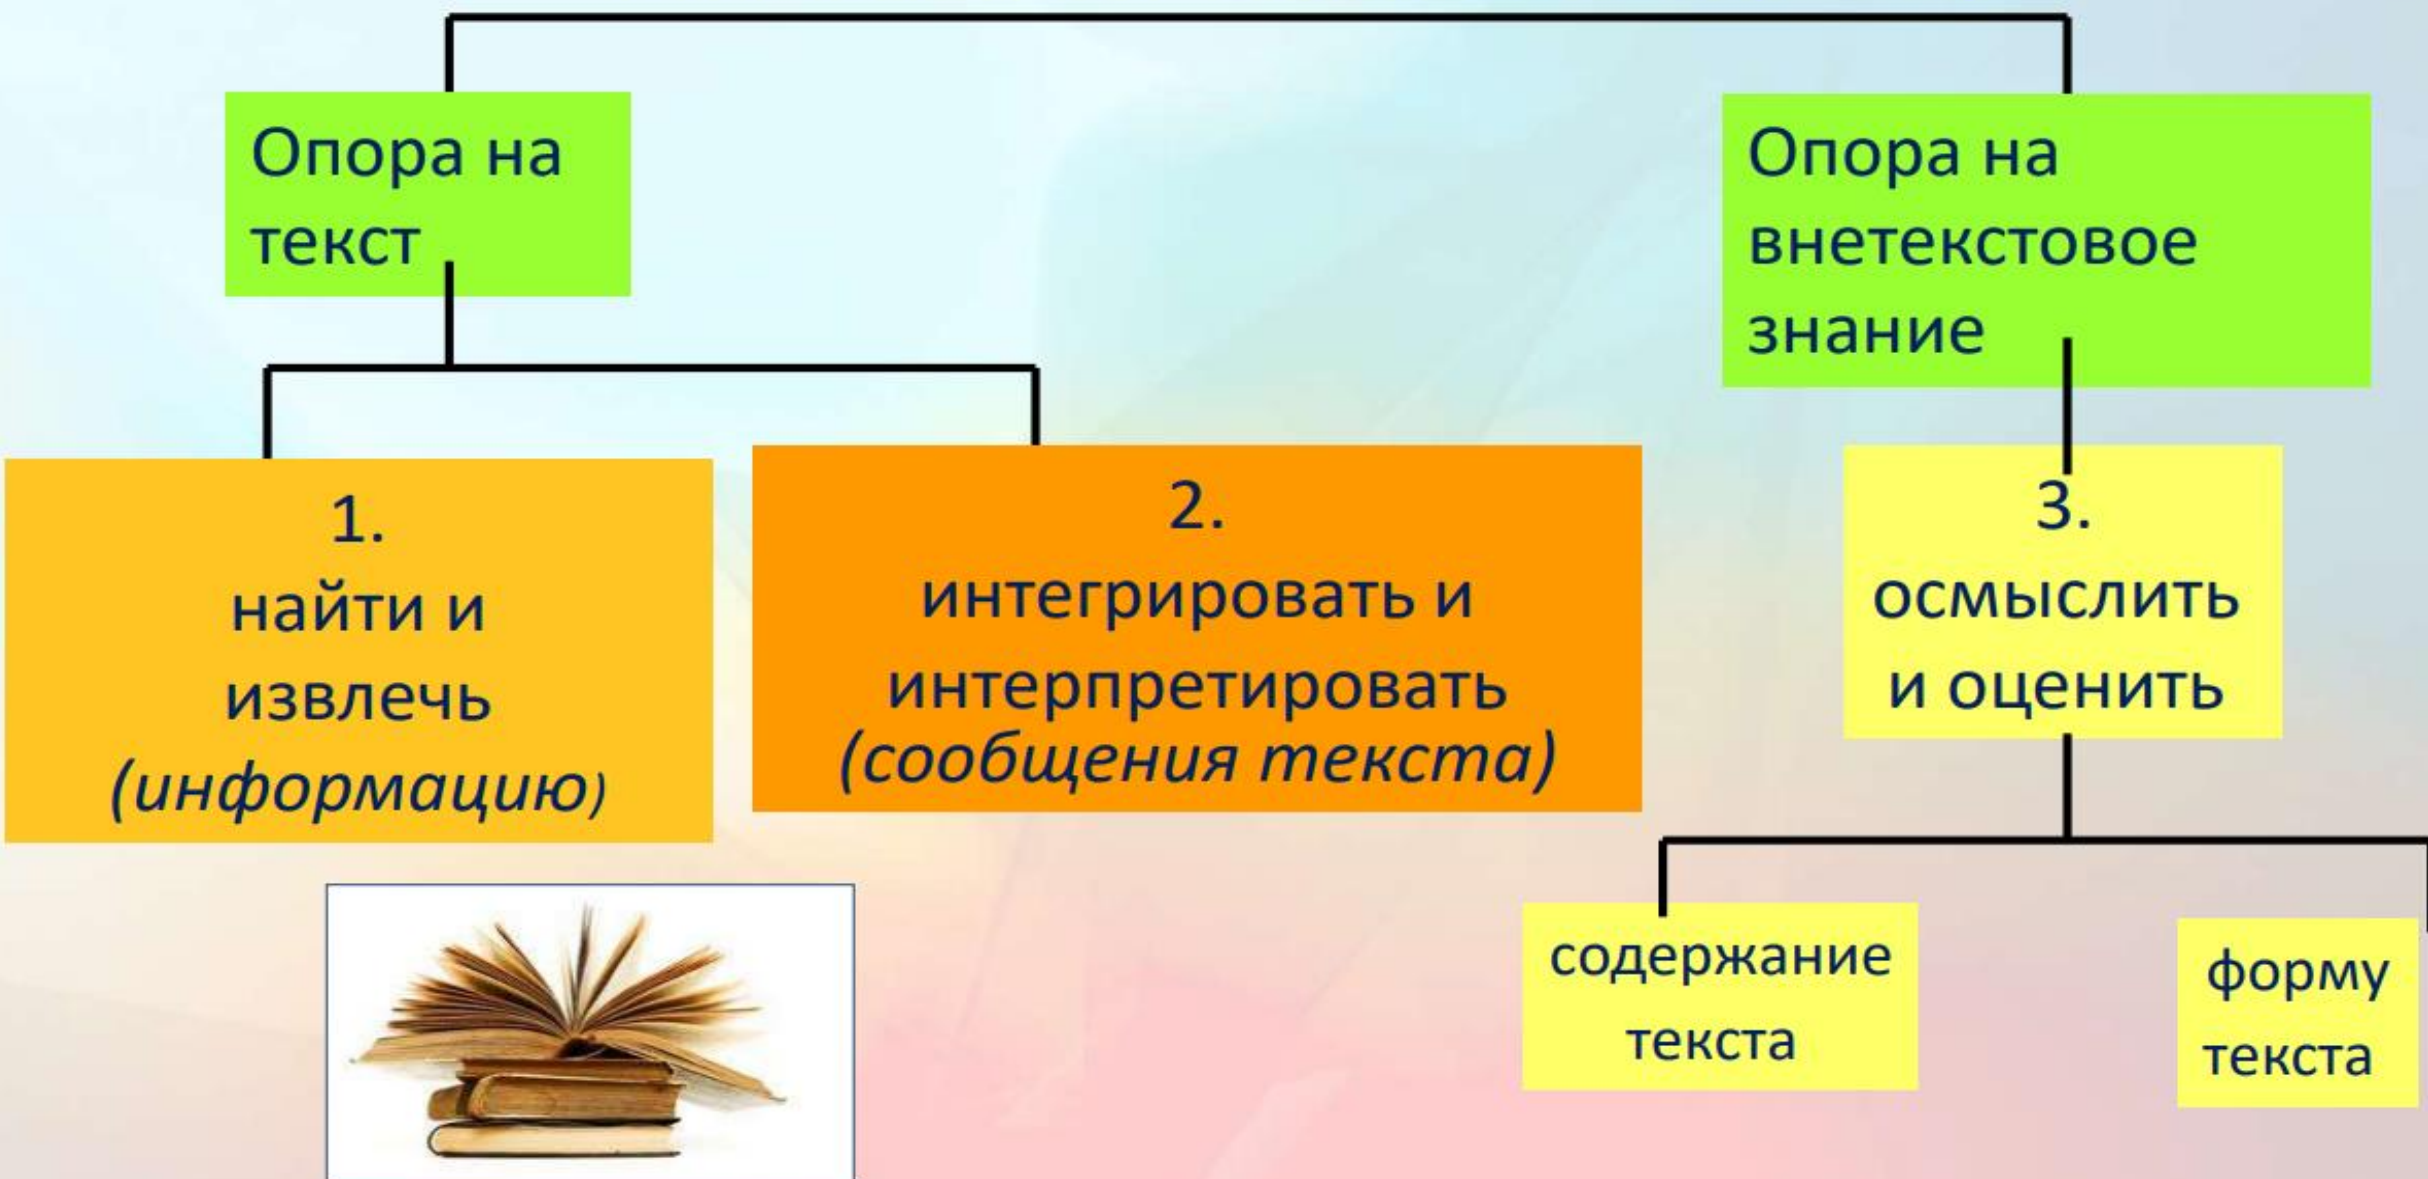 Опора на
текст
Опора на
внетекстовое
знание
1.
найти и
извлечь
(информацию)
2.
интегрировать и
интерпретировать
(сообщения текста)
3.
осмыслить
и оценить
содержание
текста
форму
текста